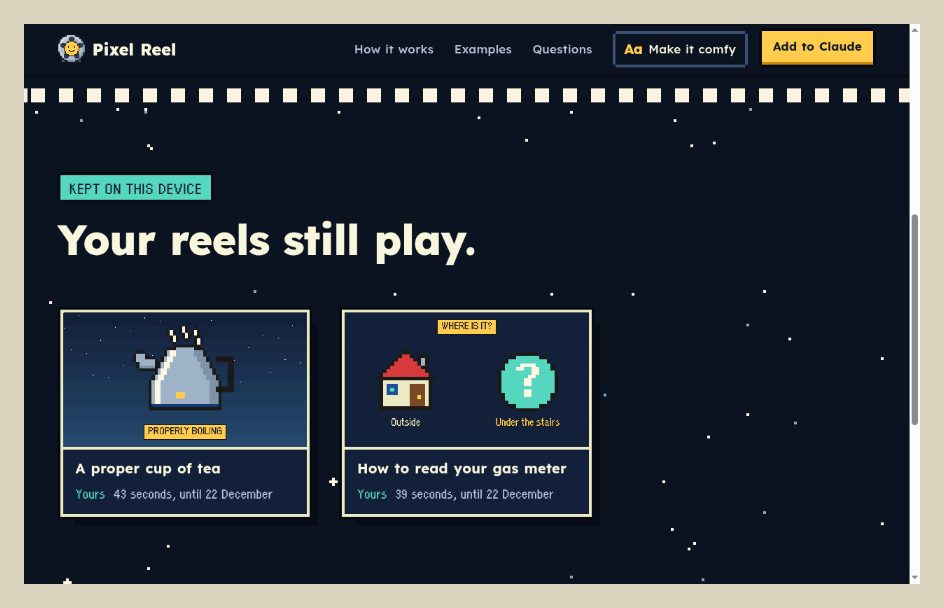 Pixel Reel
How it works
Examples
Questions
Aa Make it comfy
Add to Claude
KEPT ON THIS DEVICE
Your reels still play.
PROPERLY BOILING
A proper cup of tea
Yours 43 seconds, until 22 December
WHERE IS IT?
?
Outside
Under the stairs
How to read your gas meter
Yours 39 seconds, until 22 December